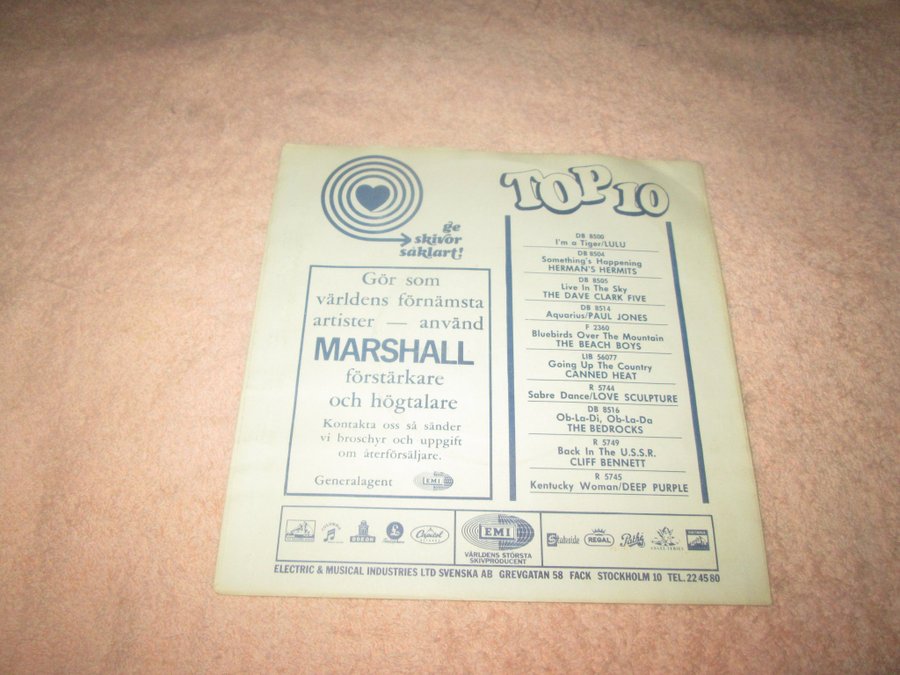 ge
skivor
såklart!
Gör som
världens förnämsta
artister — använd
MARSHALL
förstärkare
och högtalare
Kontakta oss så sänder
vi broschyr och uppgift
om återförsäljare.
Generalagent
EMI
TOP 10
DB 8500
I'm a Tiger/LULU
DB 8504
Something's Happening
HERMAN'S HERMITS
DB 8505
Live In The Sky
THE DAVE CLARK FIVE
DB 8514
Aquarius/PAUL JONES
F 2360
Bluebirds Over The Mountain
THE BEACH BOYS
LIB 56077
Going Up The Country
CANNED HEAT
R 5744
Sabre Dance/LOVE SCULPTURE
DB 8516
Ob-La-Di, Ob-La-Da
THE BEDROCKS
R 5749
Back In The U.S.S.R.
CLIFF BENNETT
R 5745
Kentucky Woman/DEEP PURPLE
ODEON
Capitol
EMI
VÄRLDENS STÖRSTA
SKIVPRODUCENT
Stateside
REGAL
Pathé
ELECTRIC & MUSICAL INDUSTRIES LTD SVENSKA AB GREVGATAN 58 FACK STOCKHOLM 10 TEL. 22 45 80